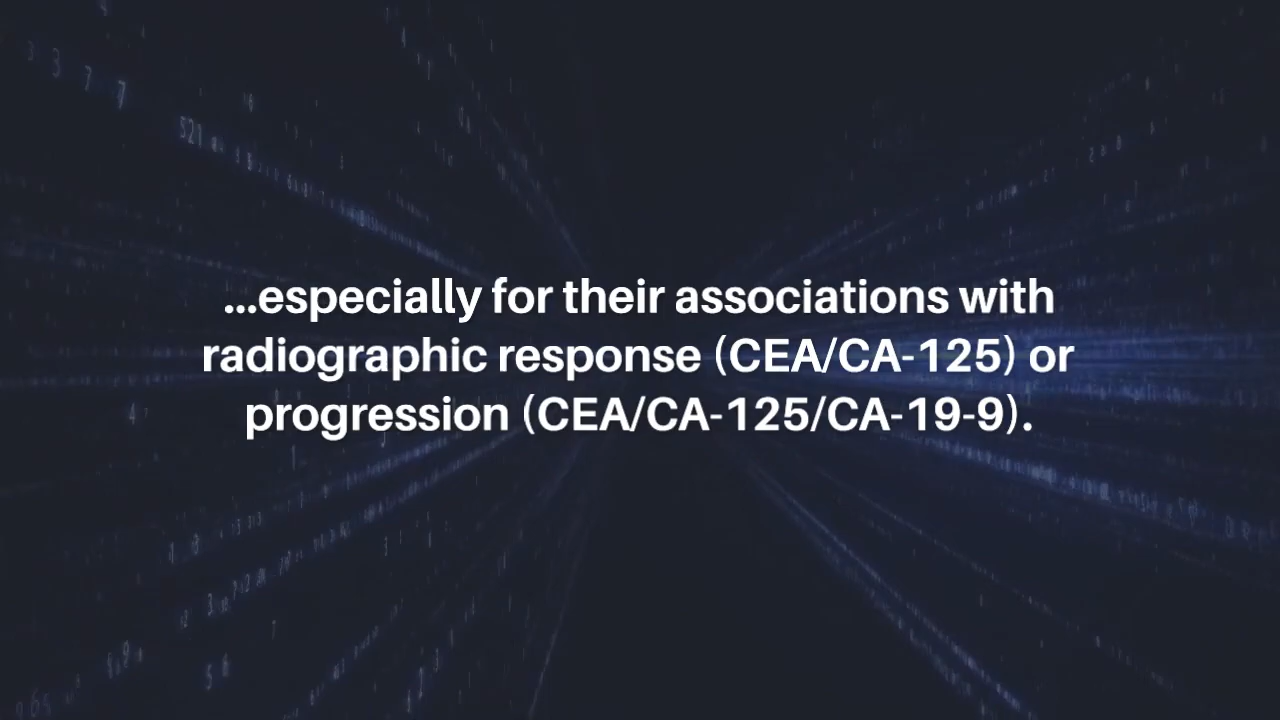 ...especially for their associations with
radiographic response (CEA/CA-125) or
progression (CEA/CA-125/CA-19-9).